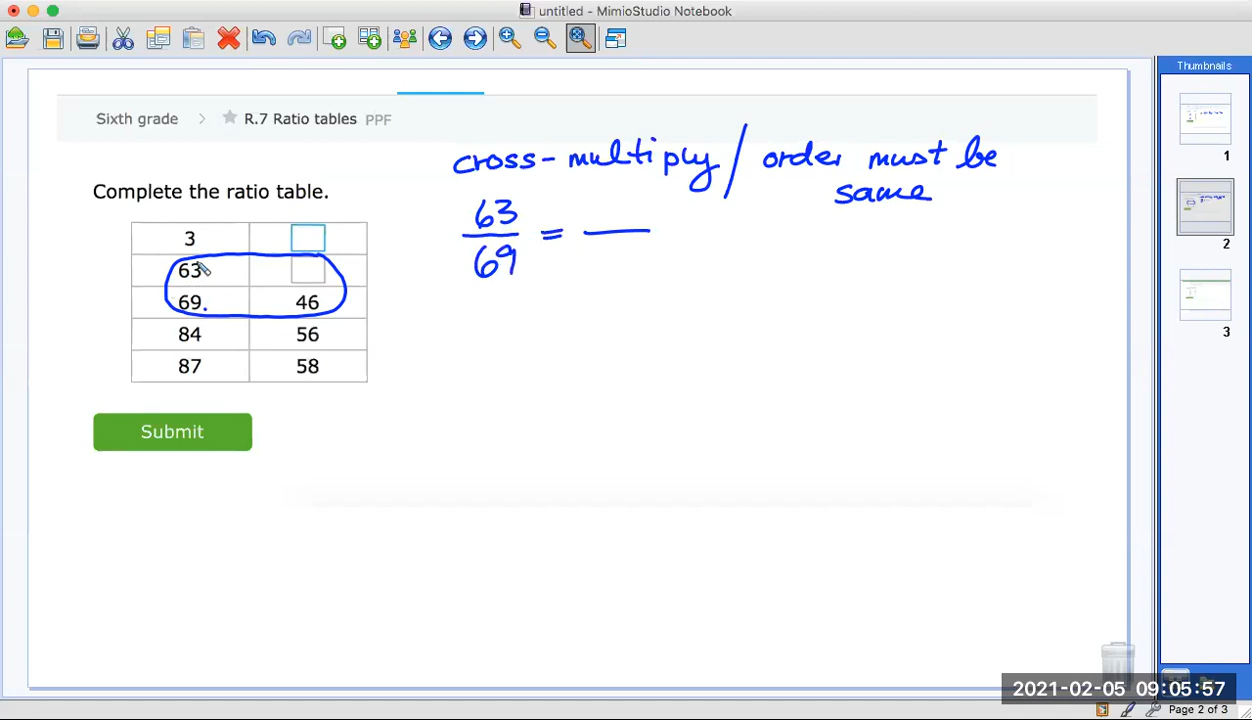 untitled - MimioStudio Notebook
Thumbnails
Sixth grade > R.7 Ratio tables PPF
cross-multiply / order must be
same
Complete the ratio table.
3
63
69. 46
84 56
87 58
63
69
= —
Submit
1
2
3
2021-02-05 09:05:57
Page 2 of 3